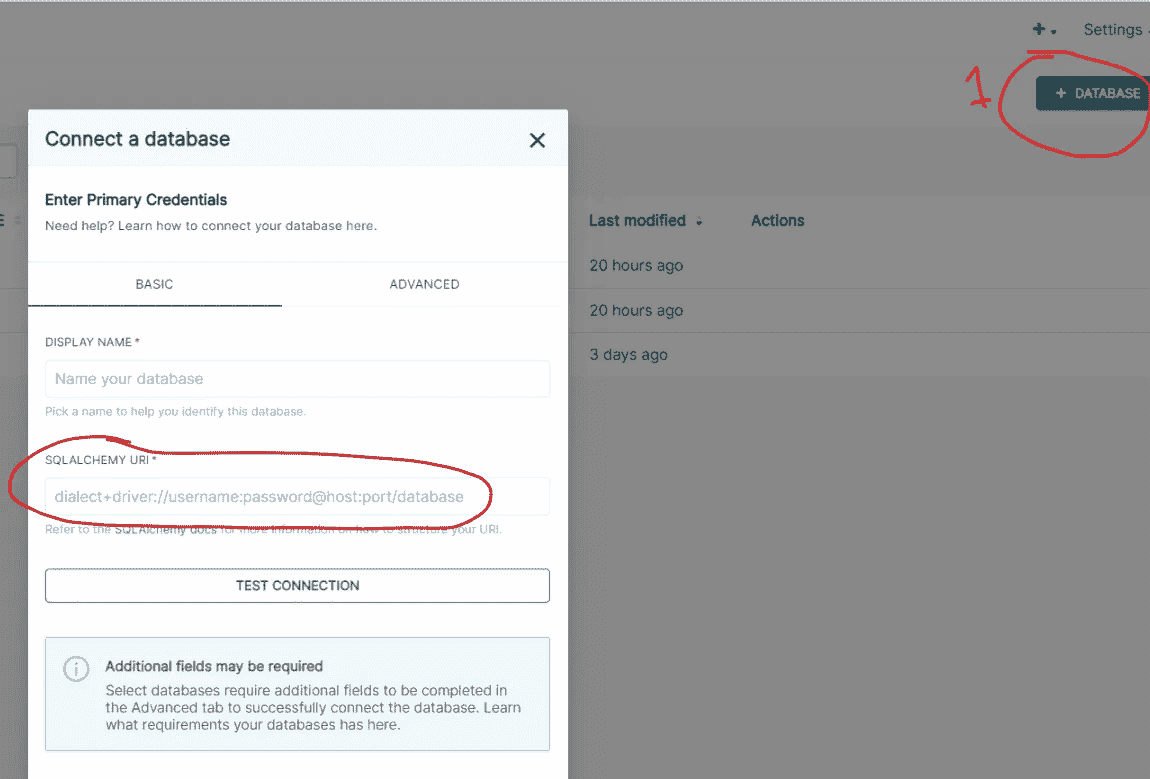 +
Settings
1
+ DATABASE
Connect a database
Enter Primary Credentials
Need help? Learn how to connect your database here.
BASIC
ADVANCED
DISPLAY NAME *
Name your database
Pick a name to help you identify this database.
SQLALCHEMY URI *
dialect+driver://username:password@host:port/database
Refer to the SQLAlchemy docs for more information on how to structure your URI.
TEST CONNECTION
Additional fields may be required
Select databases require additional fields to be completed in
the Advanced tab to successfully connect the database. Learn
what requirements your databases has here.
E
Last modified
Actions
20 hours ago
20 hours ago
3 days ago